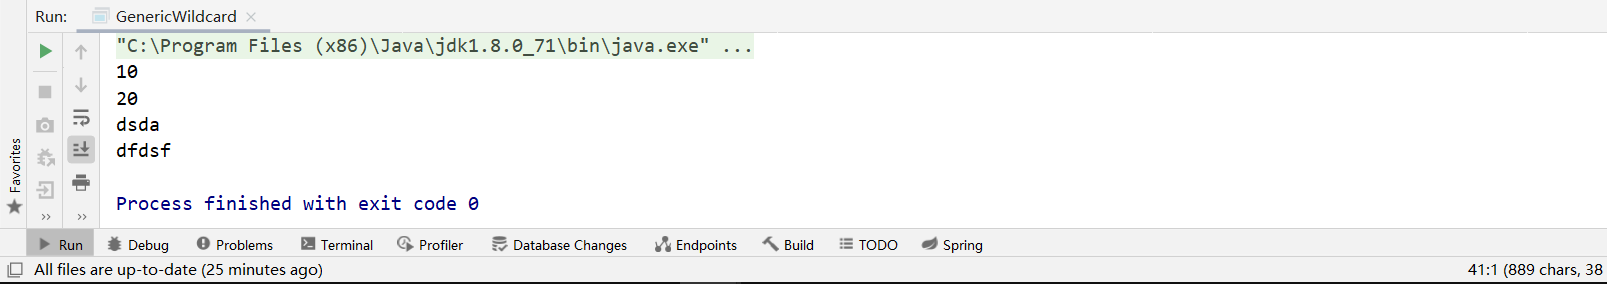 Run: GenericWildcard
"C:\Program Files (x86)\Java\jdk1.8.0_71\bin\java.exe" ...
10
20
dsda
dfdsf
Process finished with exit code 0
Favorites
Run Debug Problems Terminal Profiler Database Changes Endpoints Build TODO Spring
All files are up-to-date (25 minutes ago) 41:1 (889 chars, 38